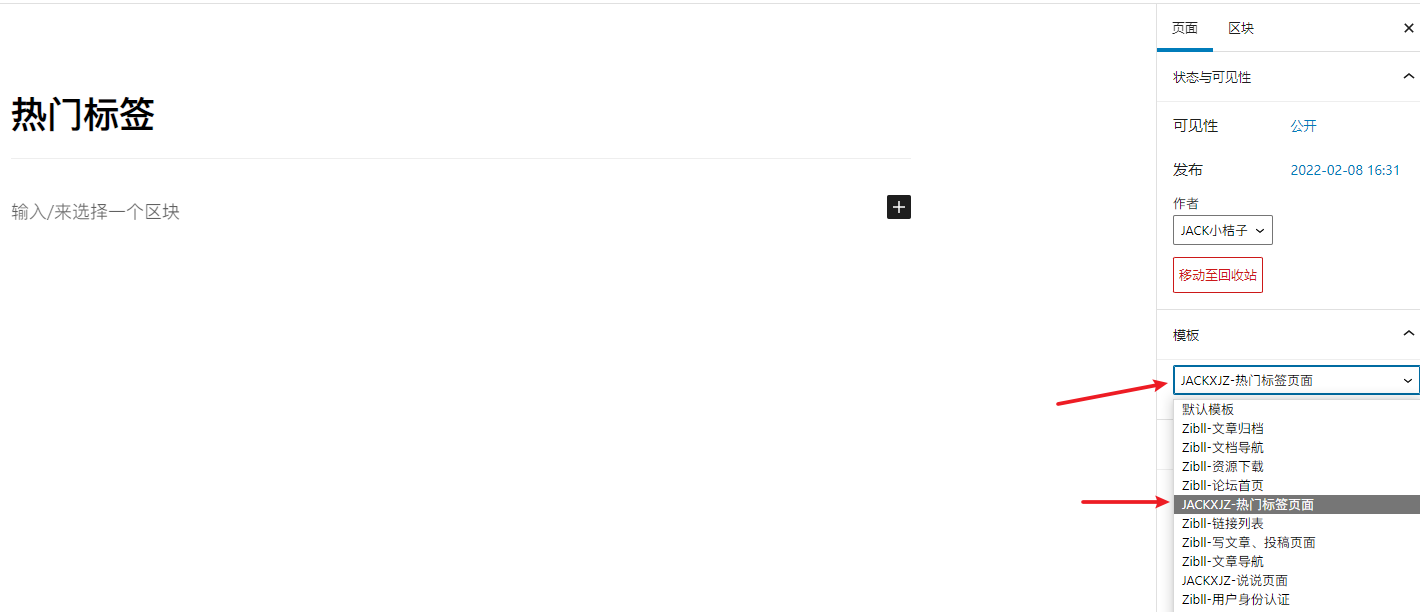 热门标签
输入/来选择一个区块
页面 区块
状态与可见性
可见性 公开
发布 2022-02-08 16:31
作者
JACK小桔子
移动至回收站
模板
JACKXJZ-热门标签页面
默认模板
Zibll-文章归档
Zibll-文档导航
Zibll-资源下载
Zibll-论坛首页
JACKXJZ-热门标签页面
Zibll-链接列表
Zibll-写文章、投稿页面
Zibll-文章导航
JACKXJZ-说说页面
Zibll-用户身份认证